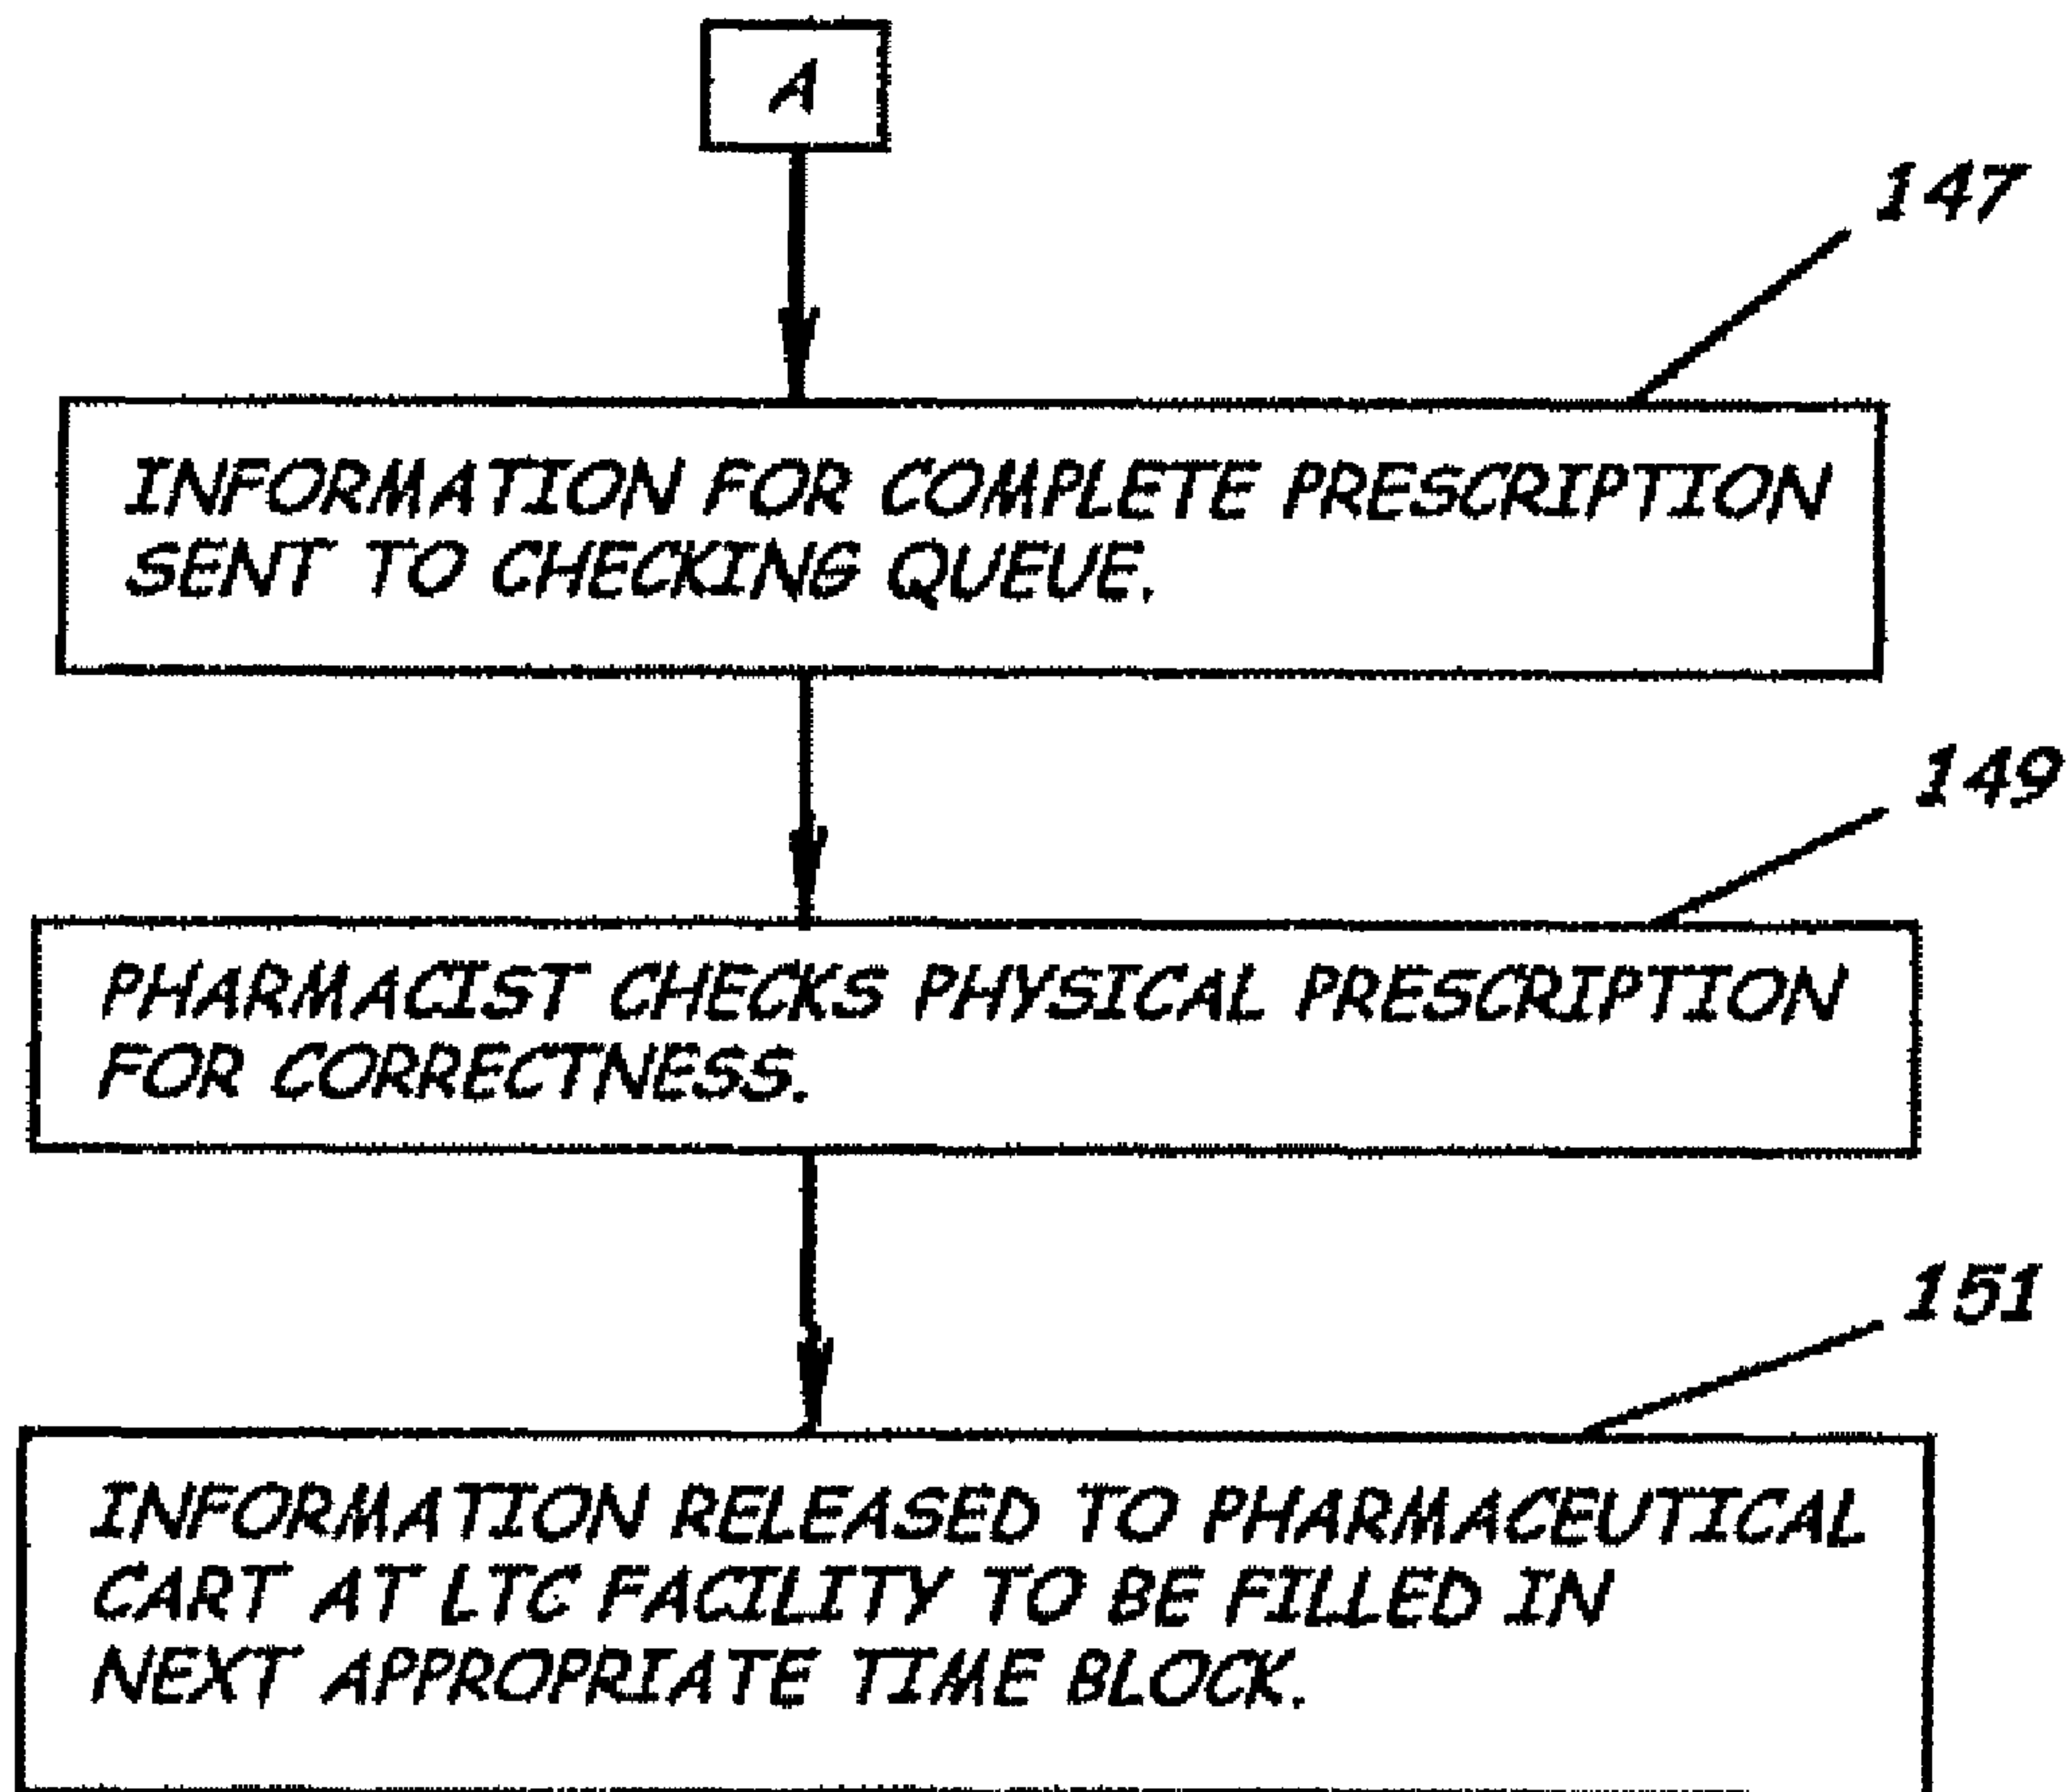 A
147
INFORMATION FOR COMPLETE PRESCRIPTION
SENT TO CHECKING QUEUE.
149
PHARMACIST CHECKS PHYSICAL PRESCRIPTION
FOR CORRECTNESS.
151
INFORMATION RELEASED TO PHARMACEUTICAL
CART AT LTC FACILITY TO BE FILLED IN
NEXT APPROPRIATE TIME BLOCK.